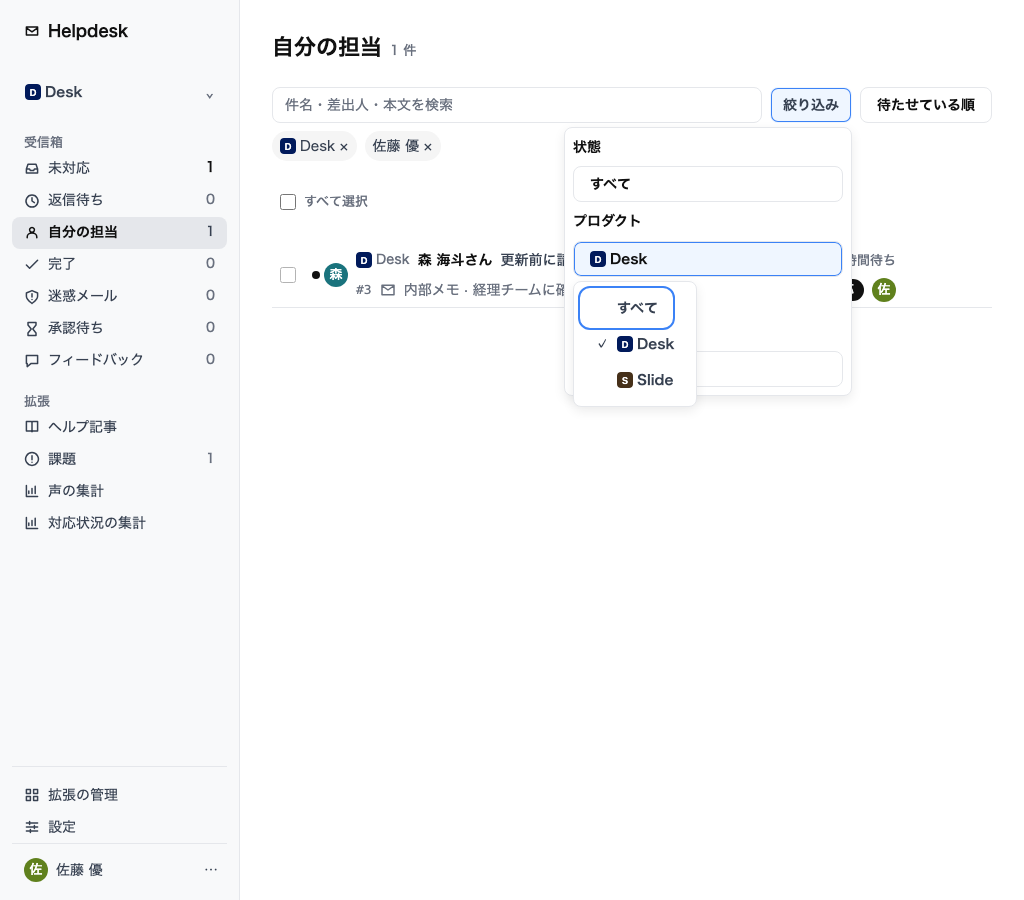 Helpdesk
D Desk
受信箱
未対応 1
返信待ち 0
自分の担当 1
完了 0
迷惑メール 0
承認待ち 0
フィードバック 0
拡張
ヘルプ記事
課題 1
声の集計
対応状況の集計
拡張の管理
設定
佐 佐藤 優
自分の担当 1 件
件名・差出人・本文を検索
絞り込み
待たせている順
D Desk × 佐藤 優 ×
すべて選択
森 D Desk 森 海斗さん 更新前に
時間待ち
#3 内部メモ · 経理チームに確
佐
状態
すべて
プロダクト
D Desk
すべて
✓ D Desk
S Slide